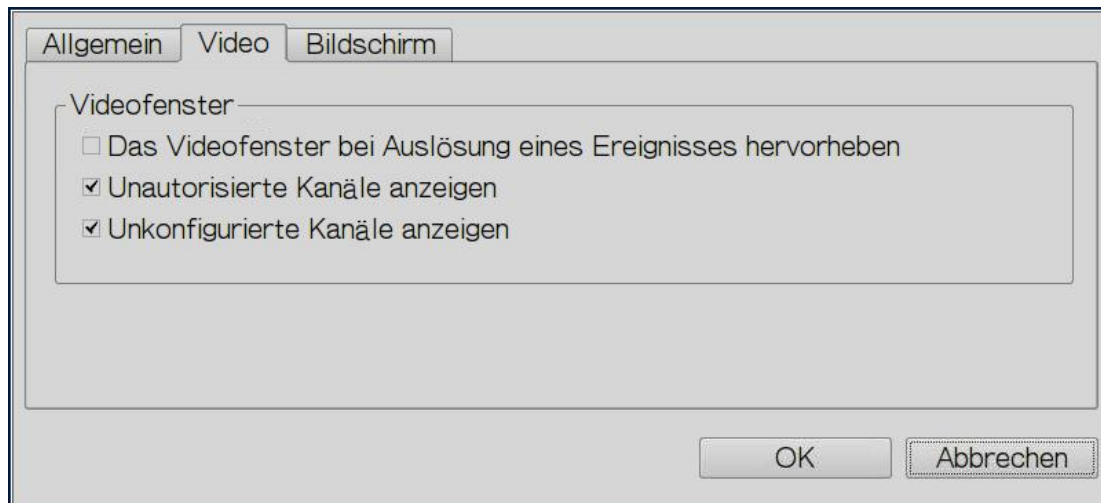 Allgemein Video Bildschirm
Videofenster
Das Videofenster bei Auslösung eines Ereignisses hervorheben
Unautorisierte Kanäle anzeigen
Unkonfigurierte Kanäle anzeigen
OK Abbrechen